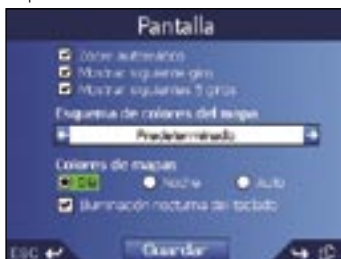 Pantalla
Zoom automático
Mostrar siguiente giro
Mostrar siguientes 5 giros
Esquema de colores del mapa
Predeterminado
Colores de mapas
Día Noche Auto
Iluminación nocturna del teclado
ESC Guardar